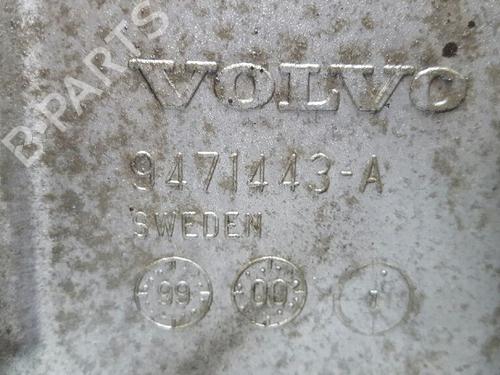 VOLVO
9471443-A
SWEDEN
99 00
B-PARTS